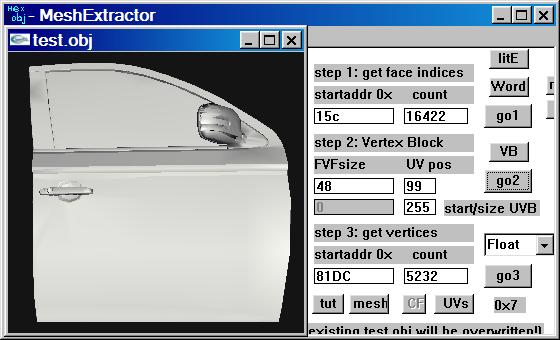 Hex
obj - MeshExtractor
test.obj
litE
step 1: get face indices
Word
startaddr 0x count
15c 16422
go1
step 2: Vertex Block
VB
FVFsize UV pos
48 99
go2
0 255 start/size UVB
step 3: get vertices
Float
startaddr 0x count
81DC 5232
go3
tut mesh CF UVs 0x7
existing test.obj will be overwritten!)